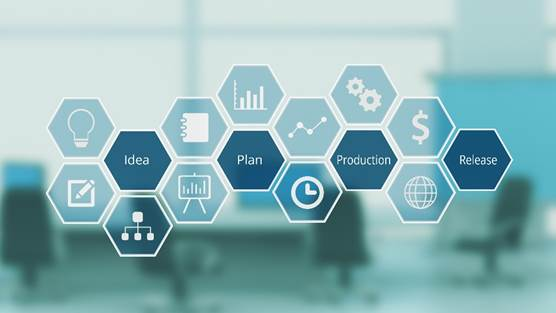 Idea
Plan
Production
Release